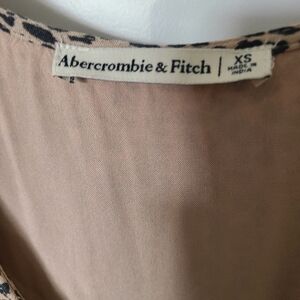 Abercrombie & Fitch
XS
MADE IN
INDIA